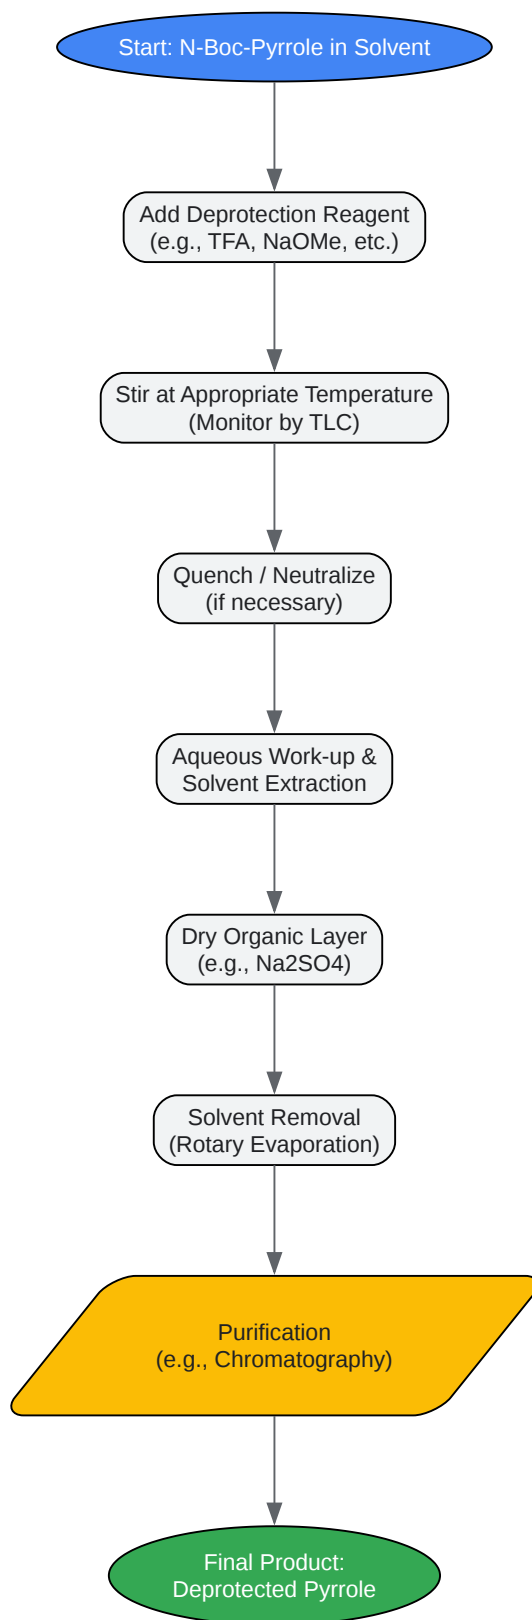 Start: N-Boc-Pyrrole in Solvent
Add Deprotection Reagent
(e.g., TFA, NaOMe, etc.)
Stir at Appropriate Temperature
(Monitor by TLC)
Quench / Neutralize
(if necessary)
Aqueous Work-up &
Solvent Extraction
Dry Organic Layer
(e.g., Na2SO4)
Solvent Removal
(Rotary Evaporation)
Purification
(e.g., Chromatography)
Final Product:
Deprotected Pyrrole